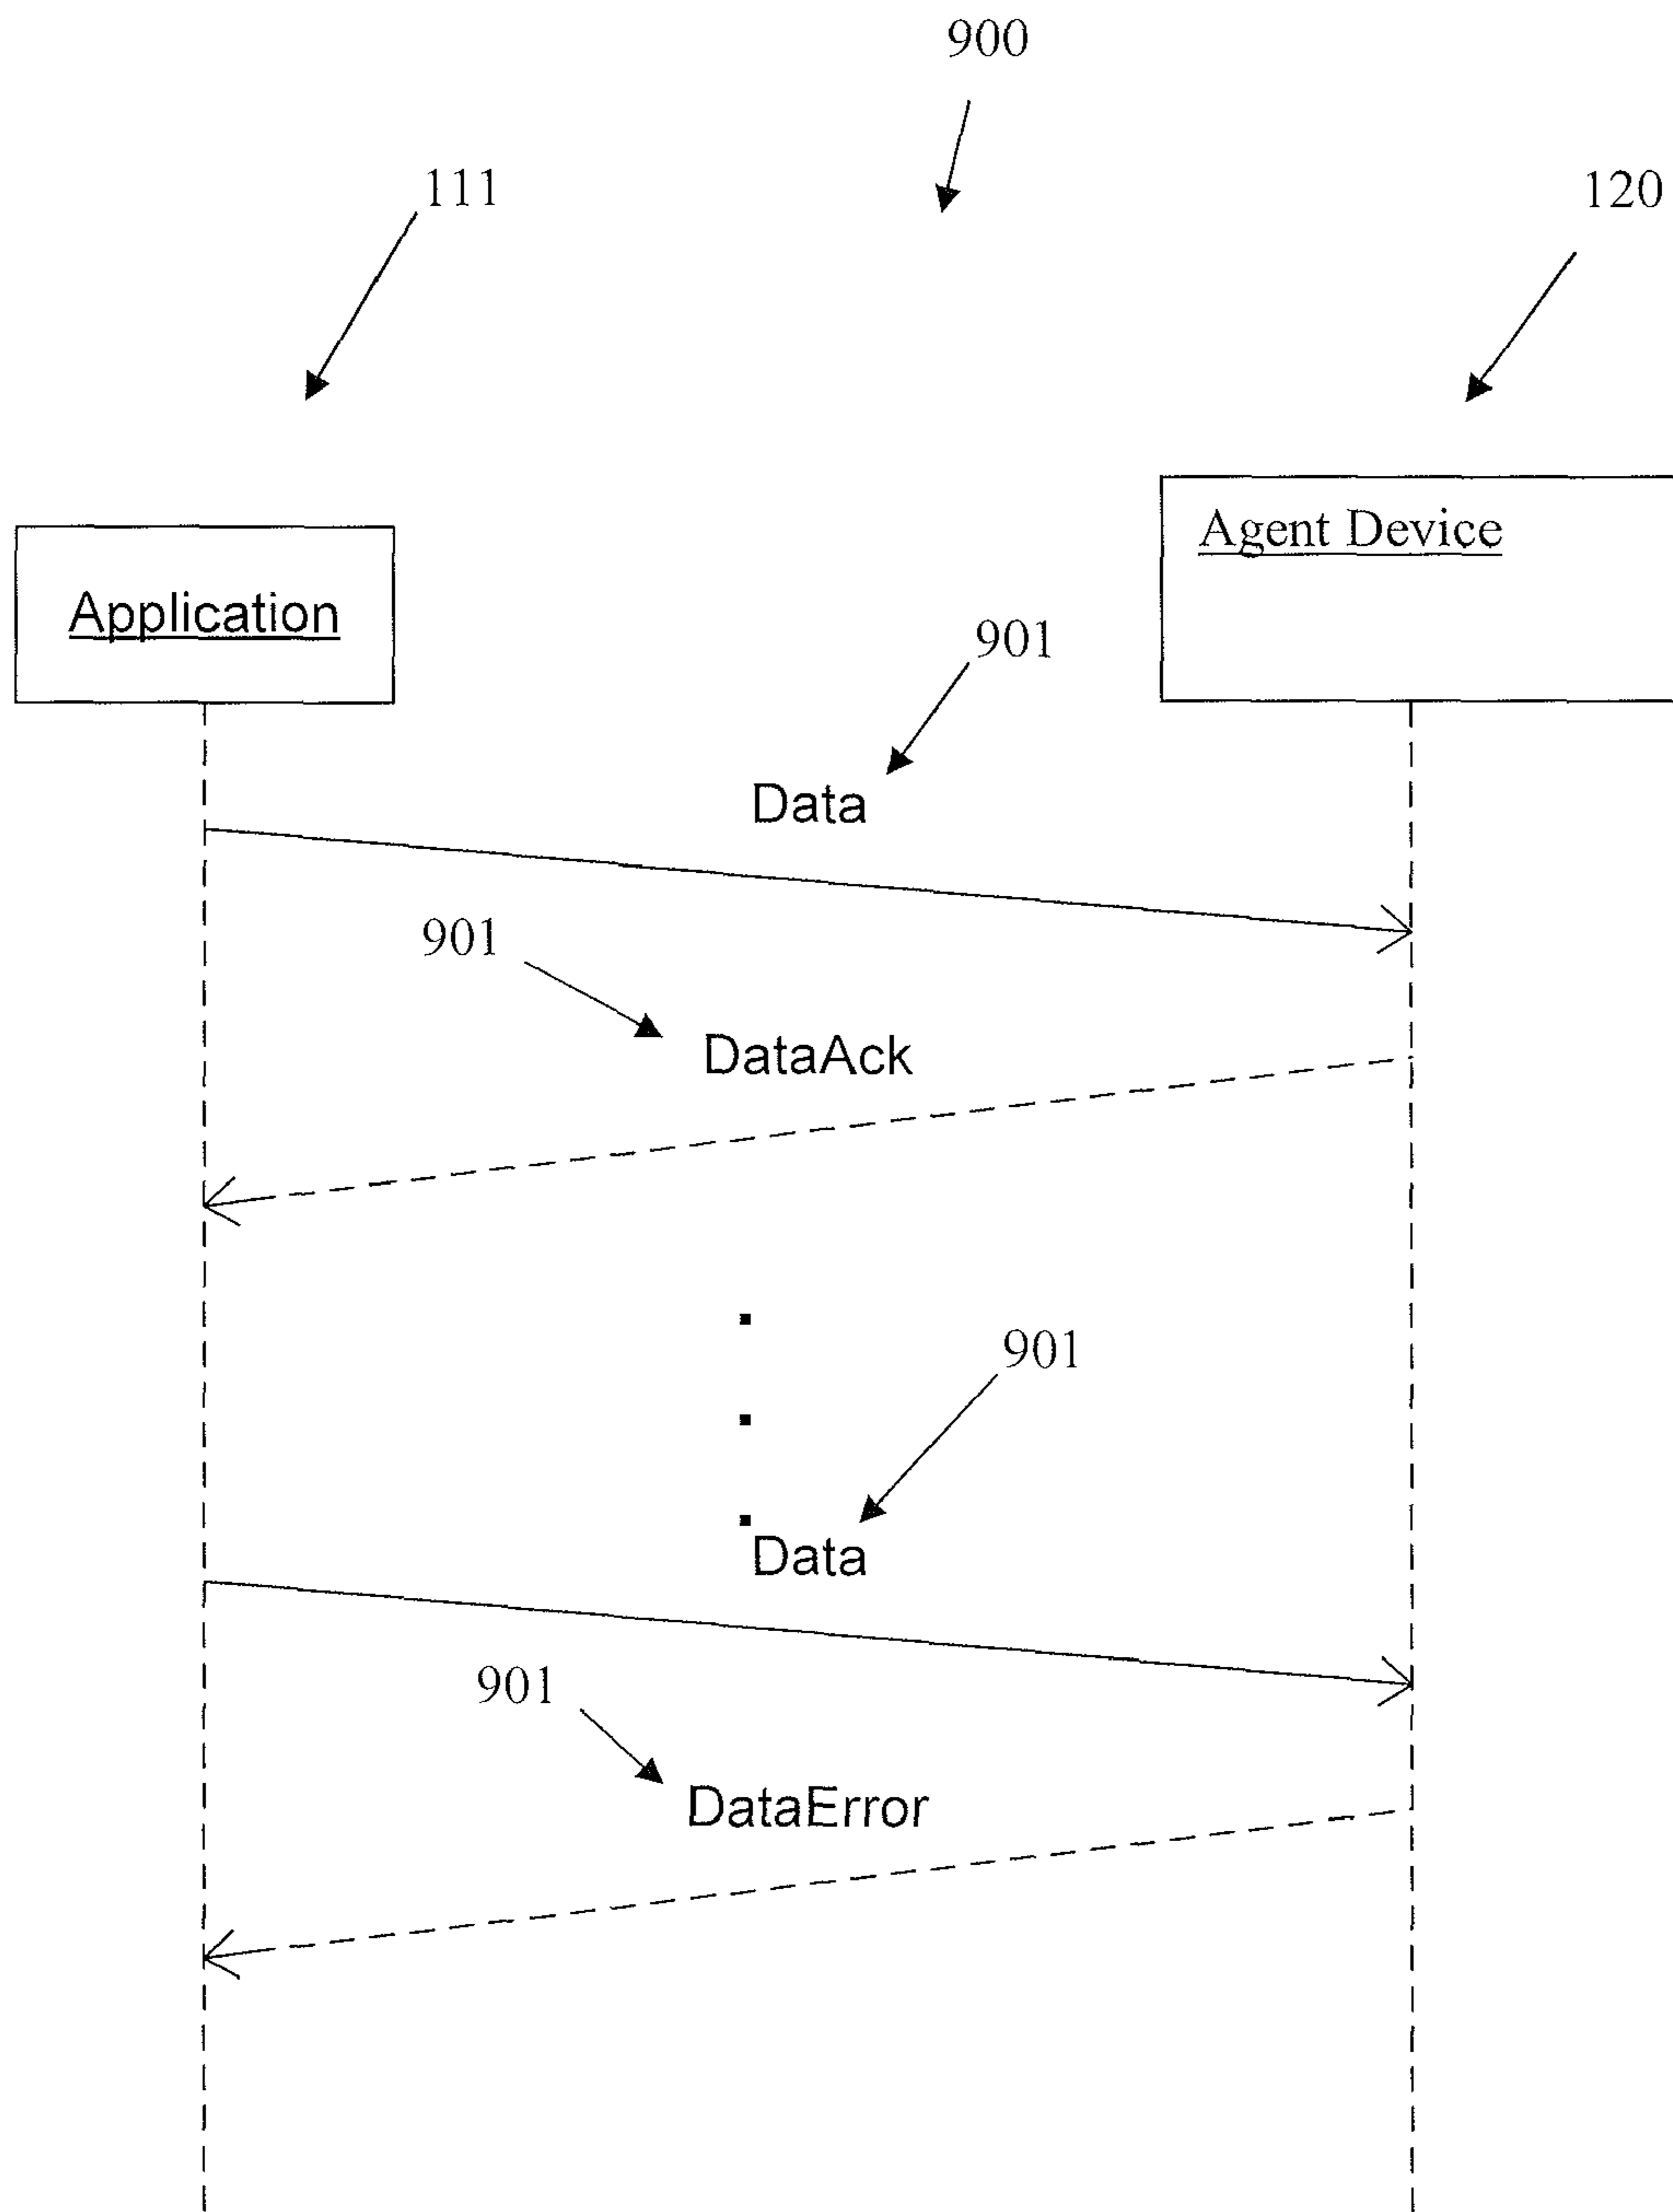 900
111
120
Agent Device
Application
901
Data
901
DataAck
901
Data
901
DataError